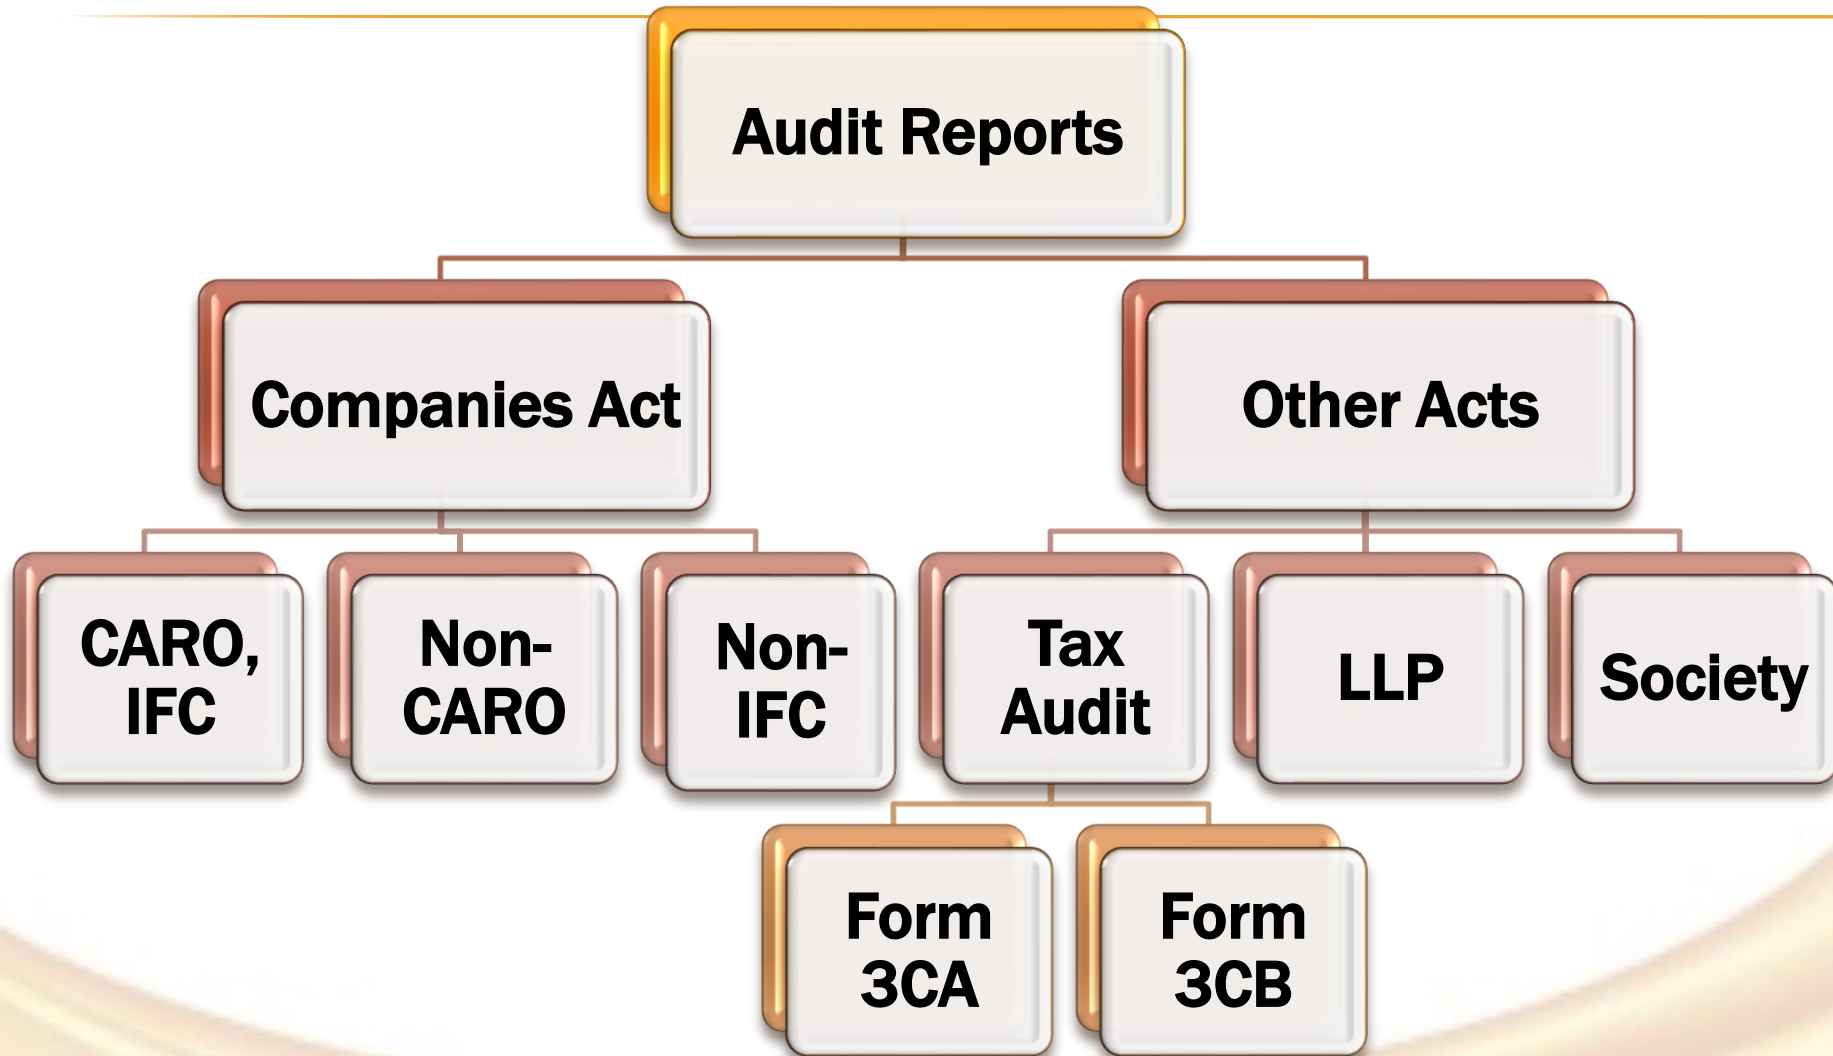 Audit Reports
Companies Act
Other Acts
CARO,
IFC
Non-
CARO
Non-
IFC
Tax
Audit
LLP
Society
Form
3CA
Form
3CB